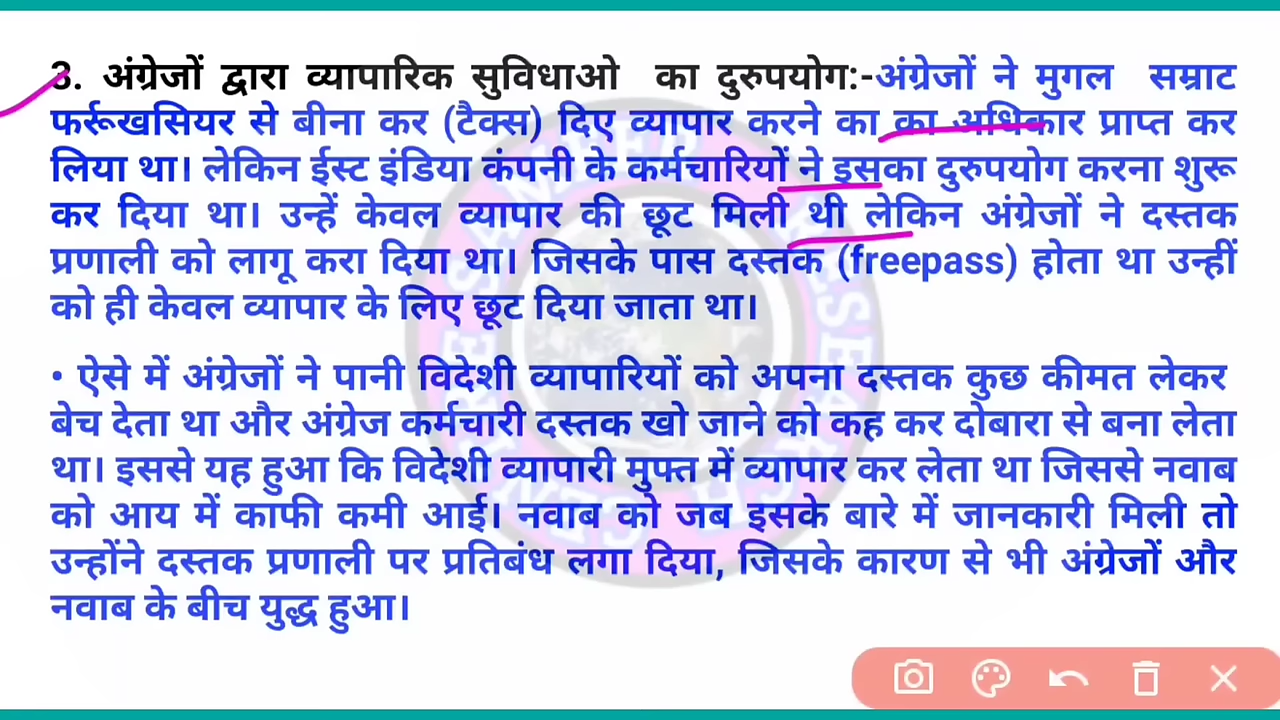 3. अंग्रेजों द्वारा व्यापारिक सुविधाओ का दुरुपयोग:-अंग्रेजों ने मुगल सम्राट
फर्रूखसियर से बीना कर (टैक्स) दिए व्यापार करने का का अधिकार प्राप्त कर
लिया था। लेकिन ईस्ट इंडिया कंपनी के कर्मचारियों ने इसका दुरुपयोग करना शुरू
कर दिया था। उन्हें केवल व्यापार की छूट मिली थी लेकिन अंग्रेजों ने दस्तक
प्रणाली को लागू करा दिया था। जिसके पास दस्तक (freepass) होता था उन्हीं
को ही केवल व्यापार के लिए छूट दिया जाता था।
• ऐसे में अंग्रेजों ने पानी विदेशी व्यापारियों को अपना दस्तक कुछ कीमत लेकर
बेच देता था और अंग्रेज कर्मचारी दस्तक खो जाने को कह कर दोबारा से बना लेता
था। इससे यह हुआ कि विदेशी व्यापारी मुफ्त में व्यापार कर लेता था जिससे नवाब
को आय में काफी कमी आई। नवाब को जब इसके बारे में जानकारी मिली तो
उन्होंने दस्तक प्रणाली पर प्रतिबंध लगा दिया, जिसके कारण से भी अंग्रेजों और
नवाब के बीच युद्ध हुआ।